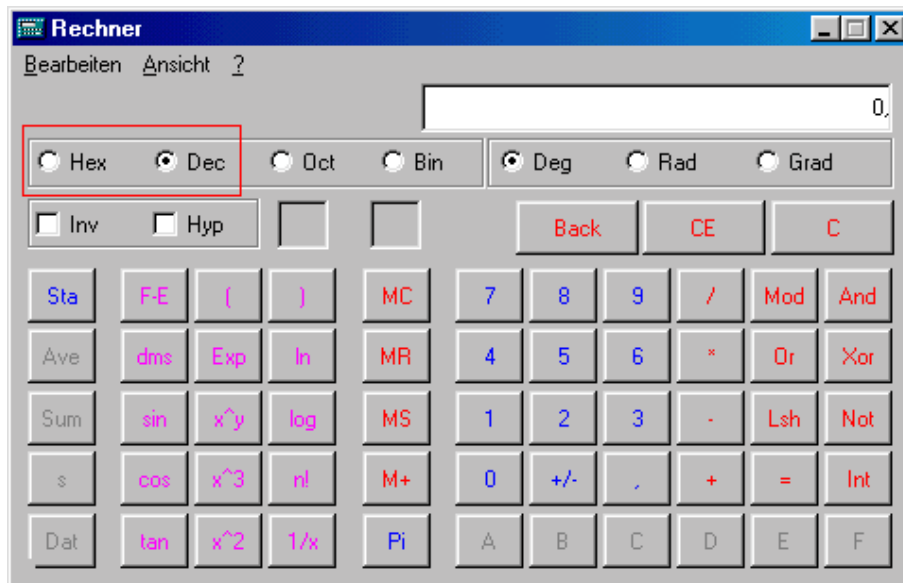 Rechner
Bearbeiten Ansicht ?
0,
Hex Dec Oct Bin Deg Rad Grad
Inv Hyp Back CE C
Sta F-E ( ) MC 7 8 9 / Mod And
Ave dms Exp ln MR 4 5 6 * Or Xor
Sum sin x^y log MS 1 2 3 - Lsh Not
s cos x^3 n! M+ 0 +/- , + = Int
Dat tan x^2 1/x Pi A B C D E F